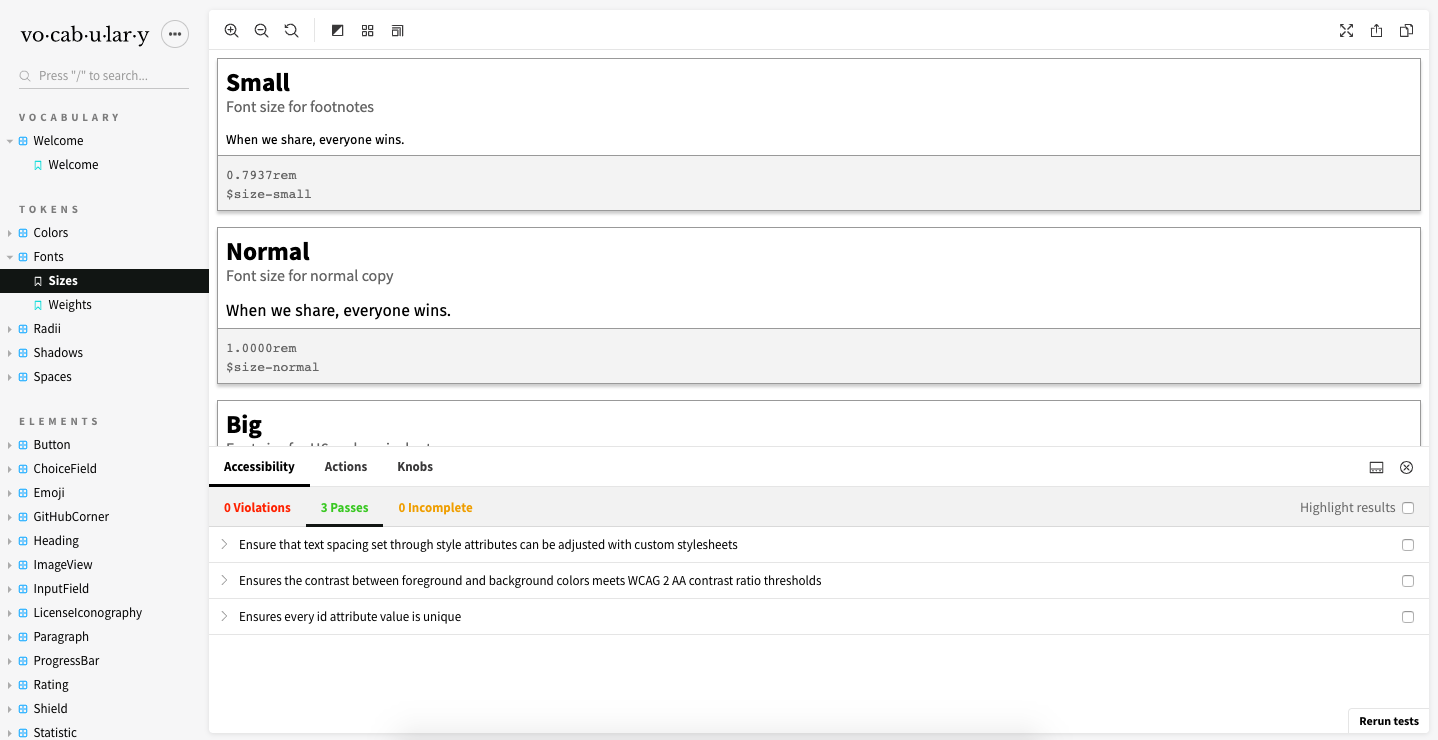 vo·cab·u·lar·y
Press "/" to search...
VOCABULARY
Welcome
Welcome
TOKENS
Colors
Fonts
Sizes
Weights
Radii
Shadows
Spaces
ELEMENTS
Button
ChoiceField
Emoji
GitHubCorner
Heading
ImageView
InputField
LicenseIconography
Paragraph
ProgressBar
Rating
Shield
Statistic
Small
Font size for footnotes
When we share, everyone wins.
0.7937rem
$size-small
Normal
Font size for normal copy
When we share, everyone wins.
1.0000rem
$size-normal
Big
Accessibility Actions Knobs
0 Violations 3 Passes 0 Incomplete Highlight results
Ensure that text spacing set through style attributes can be adjusted with custom stylesheets
Ensures the contrast between foreground and background colors meets WCAG 2 AA contrast ratio thresholds
Ensures every id attribute value is unique
Rerun tests